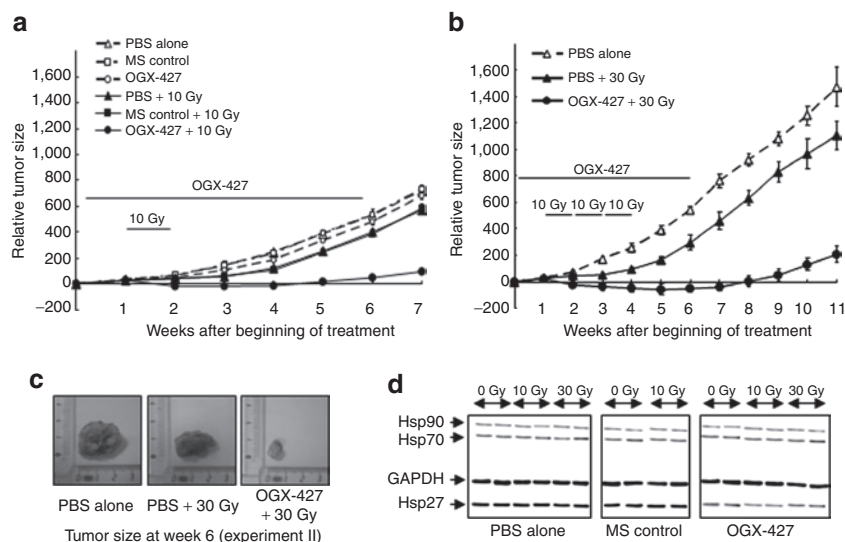 a
PBS alone
MS control
OGX-427
PBS + 10 Gy
MS control + 10 Gy
OGX-427 + 10 Gy
Relative tumor size
1,600
1,400
1,200
1,000
800
600
400
200
0
−200
OGX-427
10 Gy
1 2 3 4 5 6 7
Weeks after beginning of treatment
b
PBS alone
PBS + 30 Gy
OGX-427 + 30 Gy
Relative tumor size
1,600
1,400
1,200
1,000
800
600
400
200
0
−200
OGX-427
10 Gy 10 Gy 10 Gy
1 2 3 4 5 6 7 8 9 10 11
Weeks after beginning of treatment
c
PBS alone
PBS + 30 Gy
OGX-427
+ 30 Gy
Tumor size at week 6 (experiment II)
d
0 Gy 10 Gy 30 Gy 0 Gy 10 Gy 0 Gy 10 Gy 30 Gy
Hsp90
Hsp70
GAPDH
Hsp27
PBS alone MS control OGX-427